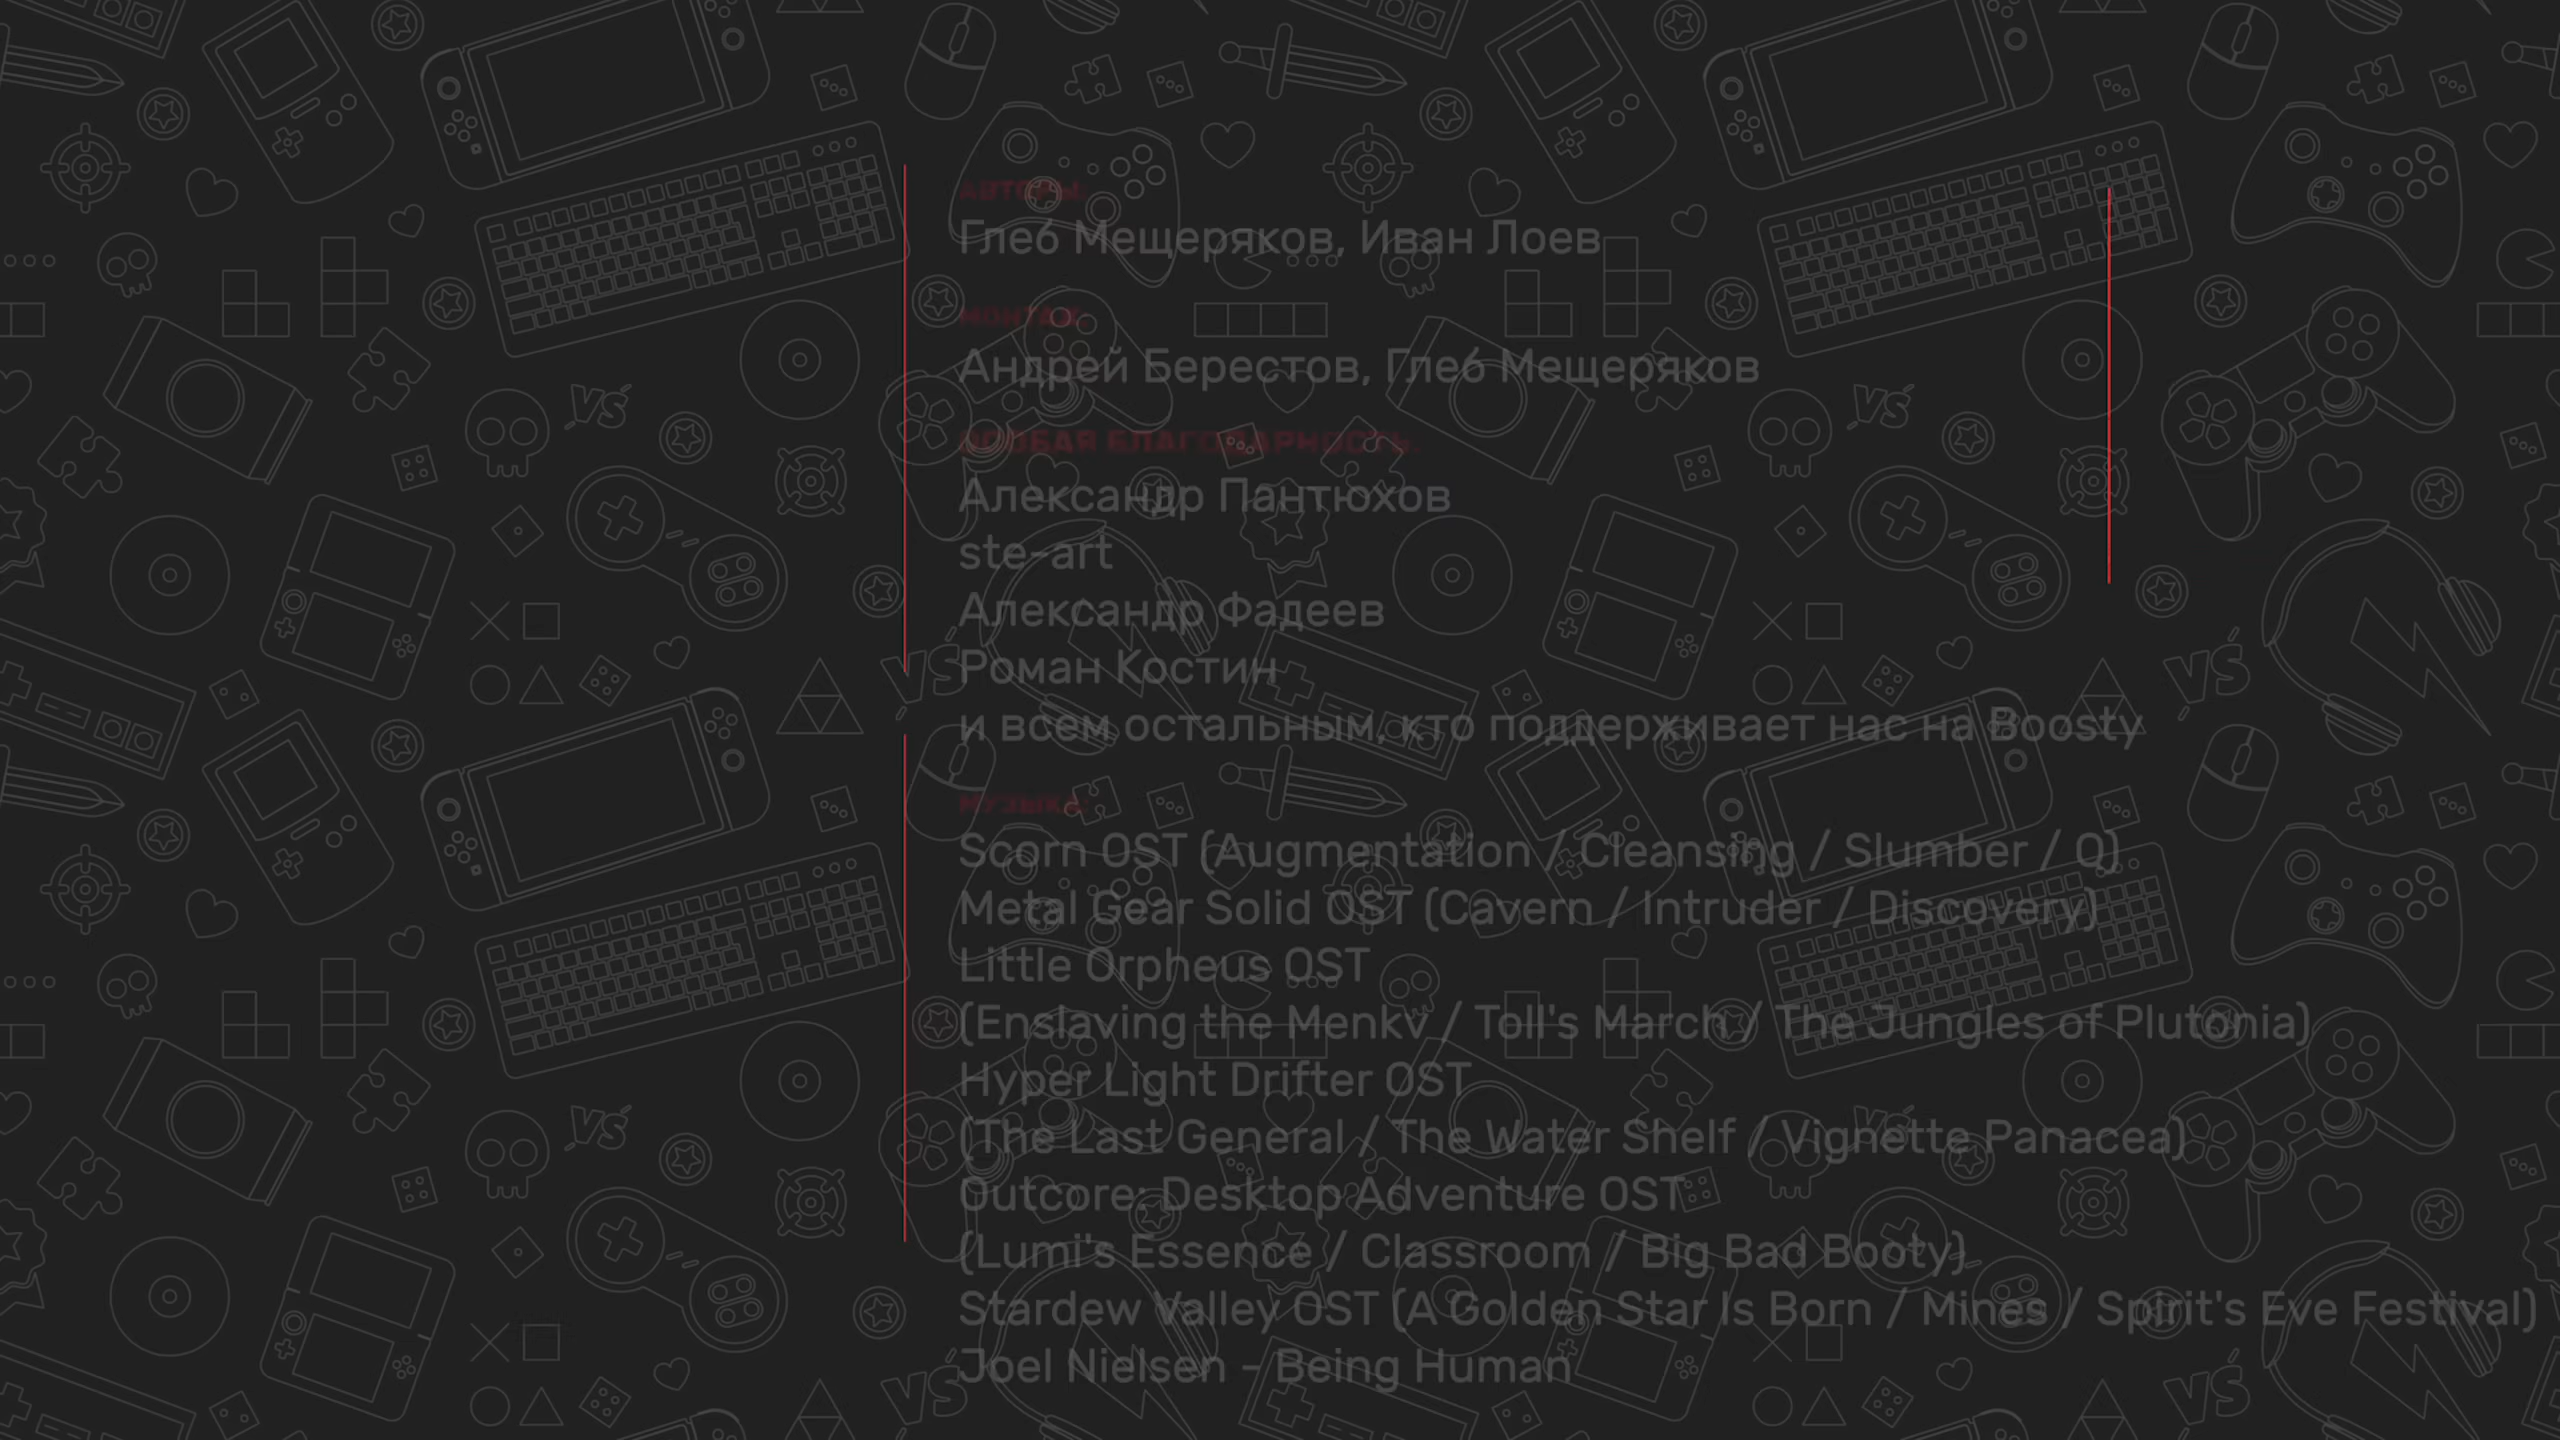 АВТОРЫ:
Глеб Мещеряков, Иван Лоев
МОНТАЖ:
Андрей Берестов, Глеб Мещеряков
ОСОБАЯ БЛАГОДАРНОСТЬ:
Александр Пантюхов
ste-art
Александр Фадеев
Роман Костин
и всем остальным, кто поддерживает нас на Boosty
МУЗЫКА:
Scorn OST (Augmentation / Cleansing / Slumber / Q)
Metal Gear Solid OST (Cavern / Intruder / Discovery)
Little Orpheus OST
(Enslaving the Menkv / Toll's March / The Jungles of Plutonia)
Hyper Light Drifter OST
(The Last General / The Water Shelf / Vignette Panacea)
Outcore: Desktop Adventure OST
(Lumi's Essence / Classroom / Big Bad Booty)
Stardew Valley OST (A Golden Star Is Born / Mines / Spirit's Eve Festival)
Joel Nielsen - Being Human